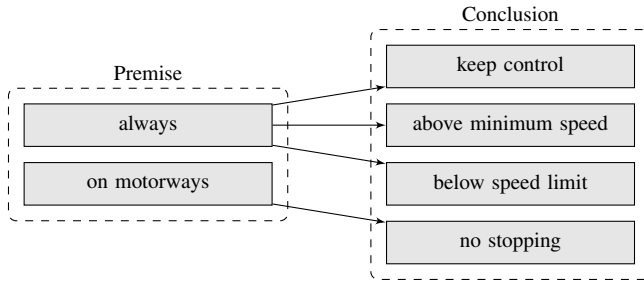 Conclusion
Premise
keep control
always
above minimum speed
on motorways
below speed limit
no stopping